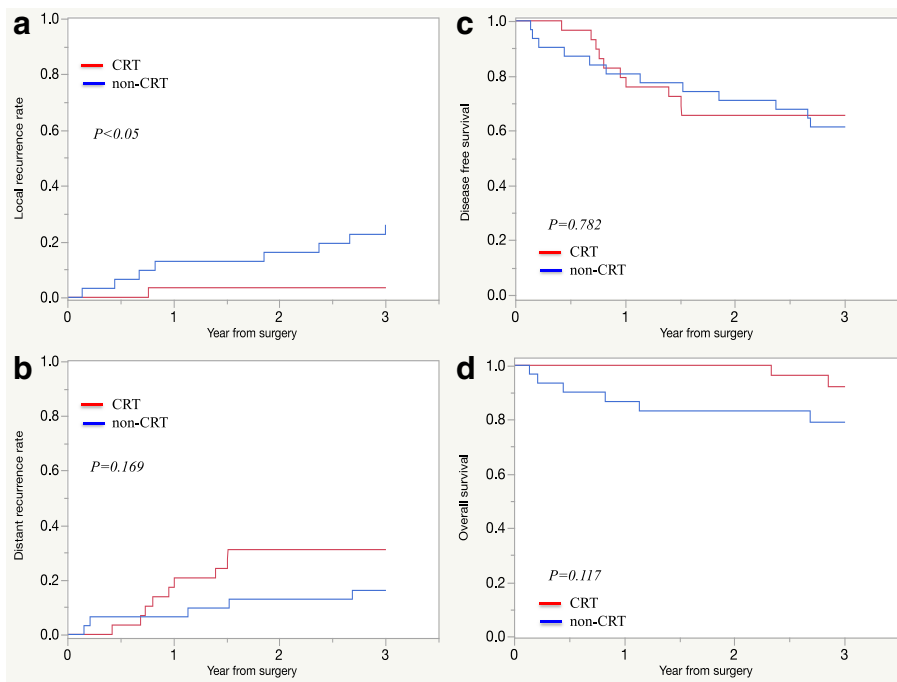 a
1.0
0.8
0.6
0.4
0.2
0.0
Local recurrence rate
CRT
non-CRT
P<0.05
0 1 2 3
Year from surgery
b
1.0
0.8
0.6
0.4
0.2
0.0
Distant recurrence rate
CRT
non-CRT
P=0.169
0 1 2 3
Year from surgery
c
1.0
0.8
0.6
0.4
0.2
0.0
Disease free survival
P=0.782
CRT
non-CRT
0 1 2 3
Year from surgery
d
1.0
0.8
0.6
0.4
0.2
0.0
Overall survival
P=0.117
CRT
non-CRT
0 1 2 3
Year from surgery